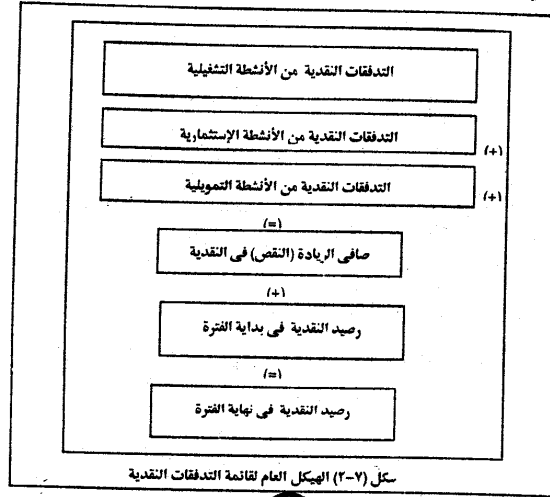 التدفقات النقدية من الأنشطة التشغيلية
التدفقات النقدية من الأنشطة الإستثمارية
(+)
التدفقات النقدية من الأنشطة التمويلية
(+)
(=)
صافى الزيادة (النقص) فى النقدية
(+)
رصيد النقدية فى بداية الفترة
(=)
رصيد النقدية فى نهاية الفترة
شكل (٧-٢) الهيكل العام لقائمة التدفقات النقدية